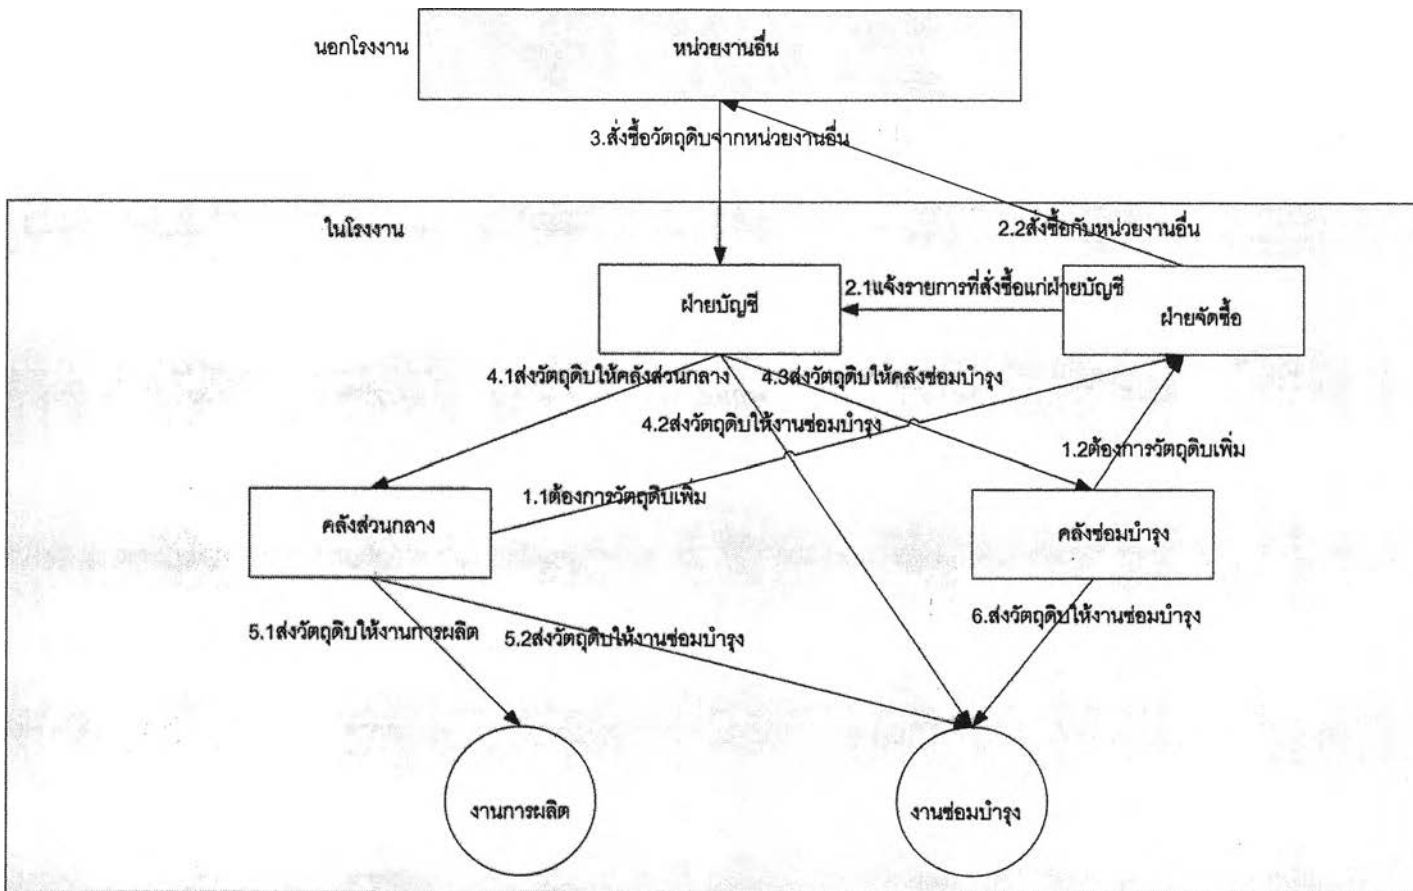 นอกโรงงาน
หน่วยงานอื่น
3.สั่งซื้อวัตถุดิบจากหน่วยงานอื่น
ในโรงงาน
2.2สั่งซื้อกับหน่วยงานอื่น
2.1แจ้งรายการที่สั่งซื้อแก่ฝ่ายบัญชี
ฝ่ายบัญชี
ฝ่ายจัดซื้อ
4.1ส่งวัตถุดิบให้คลังส่วนกลาง
4.3ส่งวัตถุดิบให้คลังซ่อมบำรุง
4.2ส่งวัตถุดิบให้งานซ่อมบำรุง
1.2ต้องการวัตถุดิบเพิ่ม
1.1ต้องการวัตถุดิบเพิ่ม
คลังส่วนกลาง
คลังซ่อมบำรุง
5.1ส่งวัตถุดิบให้งานการผลิต
5.2ส่งวัตถุดิบให้งานซ่อมบำรุง
6.ส่งวัตถุดิบให้งานซ่อมบำรุง
งานการผลิต
งานซ่อมบำรุง